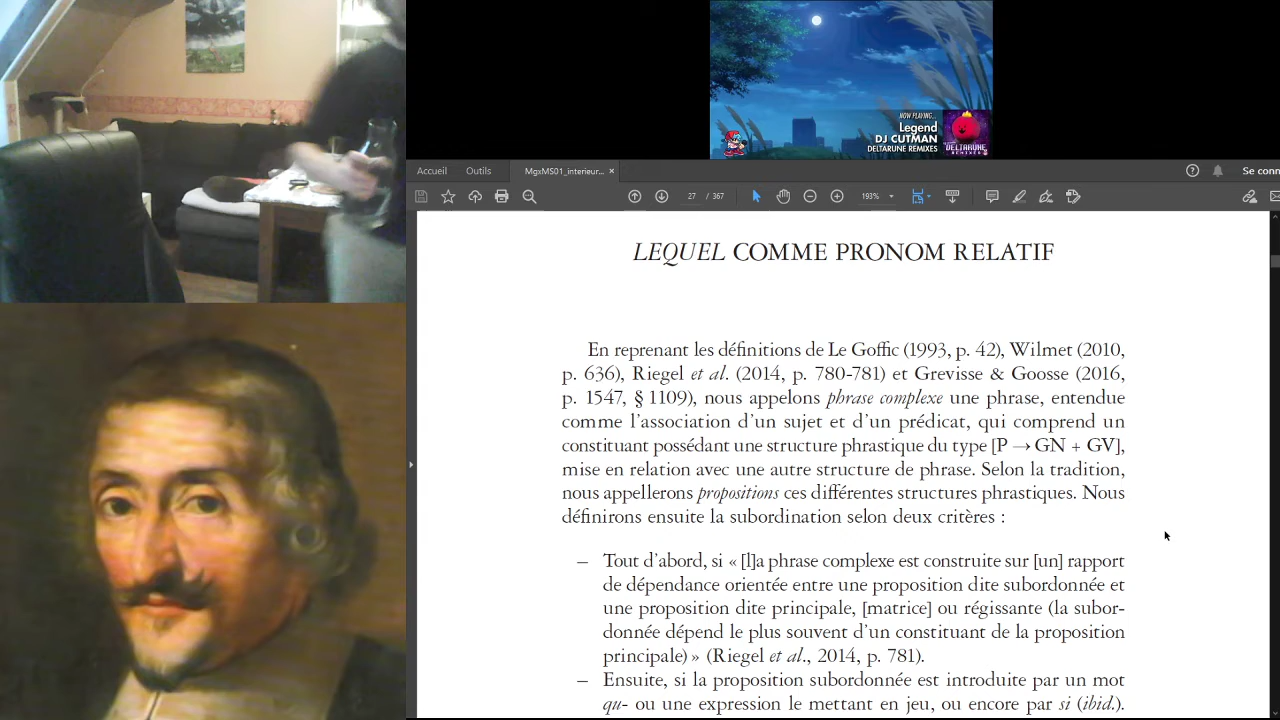 NOW PLAYING...
Legend
DJ CUTMAN
DELTARUNE REMIXES
Accueil Outils MgxMS01_interieur... × Se conn
27 / 367 193%
LEQUEL COMME PRONOM RELATIF
En reprenant les définitions de Le Goffic (1993, p. 42), Wilmet (2010,
p. 636), Riegel et al. (2014, p. 780-781) et Grevisse & Goosse (2016,
p. 1547, § 1109), nous appelons phrase complexe une phrase, entendue
comme l’association d’un sujet et d’un prédicat, qui comprend un
constituant possédant une structure phrastique du type [P → GN + GV],
mise en relation avec une autre structure de phrase. Selon la tradition,
nous appellerons propositions ces différentes structures phrastiques. Nous
définirons ensuite la subordination selon deux critères :
– Tout d’abord, si « [l]a phrase complexe est construite sur [un] rapport
de dépendance orientée entre une proposition dite subordonnée et
une proposition dite principale, [matrice] ou régissante (la subor-
donnée dépend le plus souvent d’un constituant de la proposition
principale) » (Riegel et al., 2014, p. 781).
– Ensuite, si la proposition subordonnée est introduite par un mot
qu- ou une expression le mettant en jeu, ou encore par si (ibid.).